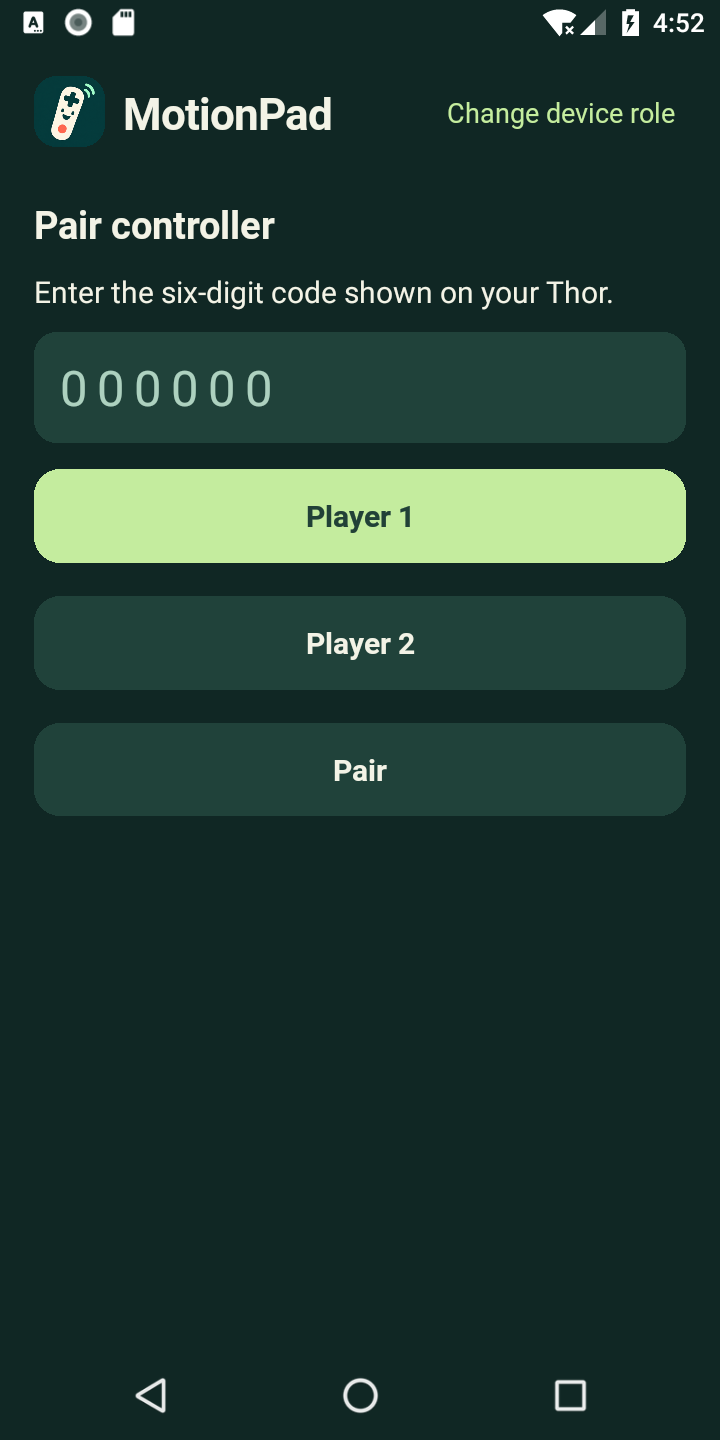 4:52
MotionPad
Change device role
Pair controller
Enter the six-digit code shown on your Thor.
000000
Player 1
Player 2
Pair